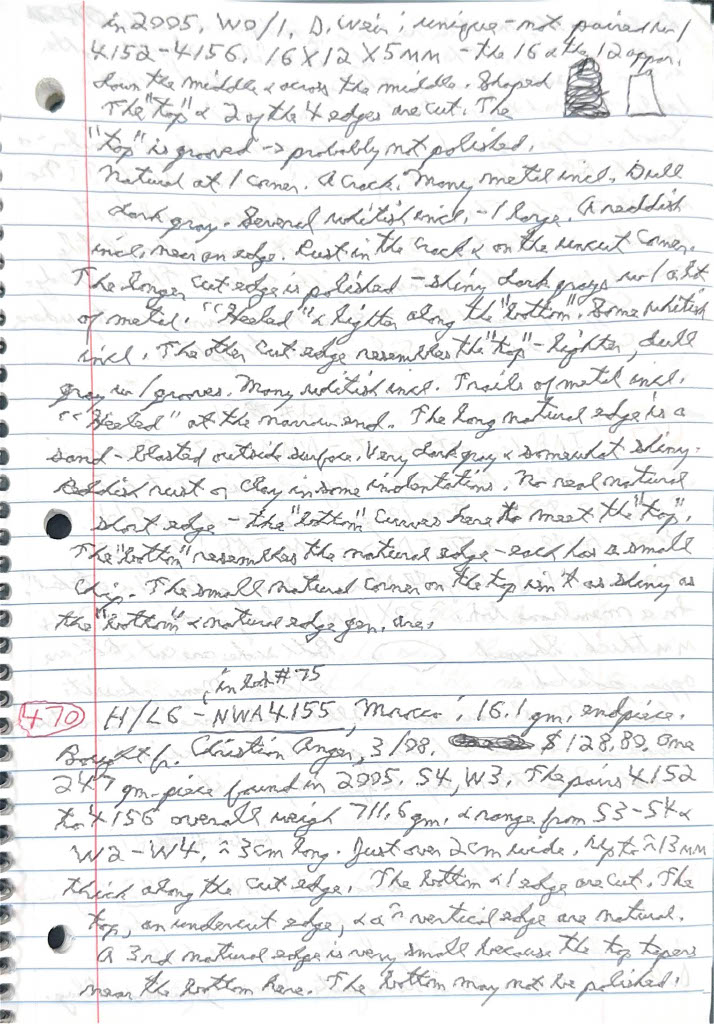 in 2005, W0/1, D. Weir; unique - not paired w/
4152-4156, 16X12X5MM - the 16 & the 12 appar.
down the middle & across the middle. Shaped
The "top" & 2 of the 4 edges are cut. The
"top" is grooved -> probably not polished.
Natural at 1 corner. A crack. Many metal incl. Dull
dark gray. Several whitish incl. - 1 large. A reddish
incl. near an edge. Rust in the crack & on the uncut corner.
The longer cut edge is polished - shiny dark grays w/ a lot
of metal. "Heeled" & lighter along the "bottom". Some whitish
incl. The other cut edge resembles the "top" - lighter, dull
gray w/ grooves. Many whitish incl. Trails of metal incl.
"Heeled" at the narrow end. The long natural edge is a
sand-blasted outside surface. Very dark gray & somewhat shiny.
Reddish rust or clay in some indentations. No real natural
short edge - the "bottom" curves here to meet the "top".
The "bottom" resembles the natural edge - each has a small
chip. The small natural corner on the top isn't as shiny as
the "bottom" & natural edge gen. are.
in lot #75
470 H/L6 - NWA 4155, Morocco; 16.1 gm. endpiece.
Bought fr. Christian Anger, 3/08. $128.80. One
247 gm. piece found in 2005. S4, W3. The pairs 4152
to 4156 overall weigh 711.6 gm. & range from S3-S4 &
W2-W4. ~3cm long. Just over 2cm wide. Up to ~13MM
thick along the cut edge. The bottom & 1 edge are cut. The
top, an undercut edge, & a ~ vertical edge are natural.
A 3rd natural edge is very small because the top tapers
near the bottom here. The bottom may not be polished.